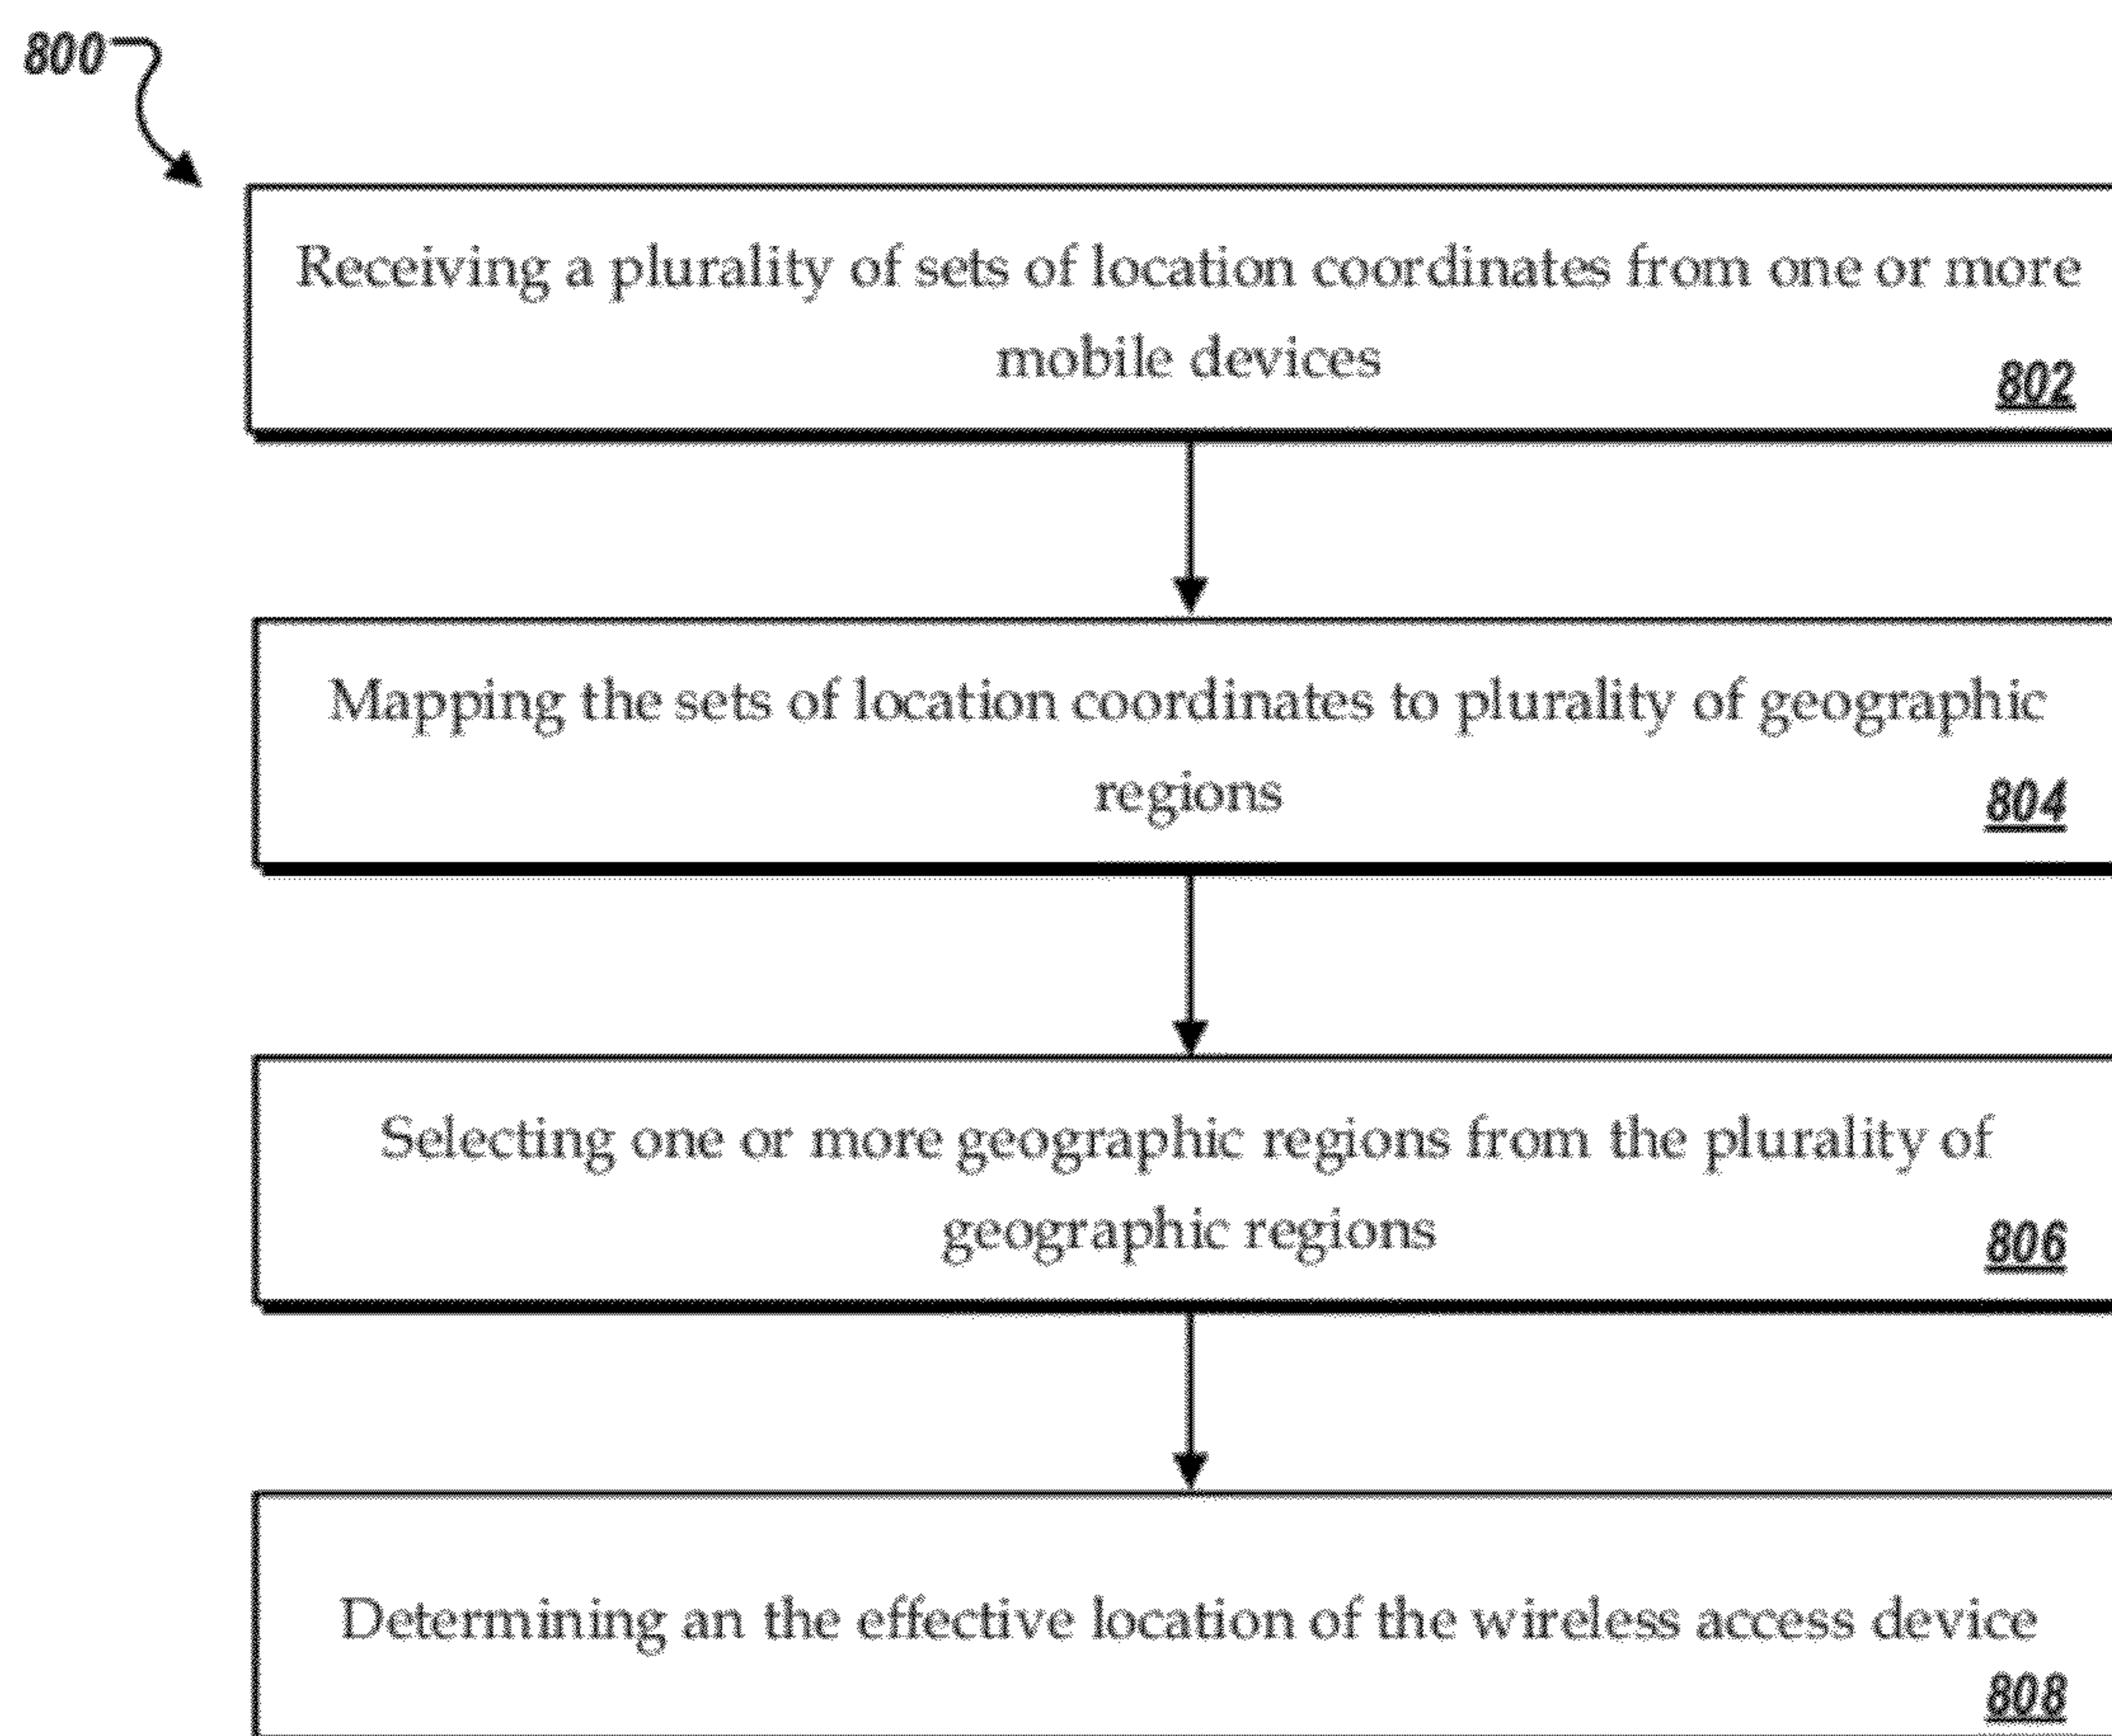 800
Receiving a plurality of sets of location coordinates from one or more
mobile devices
802
Mapping the sets of location coordinates to plurality of geographic
regions
804
Selecting one or more geographic regions from the plurality of
geographic regions
806
Determining an the effective location of the wireless access device
808